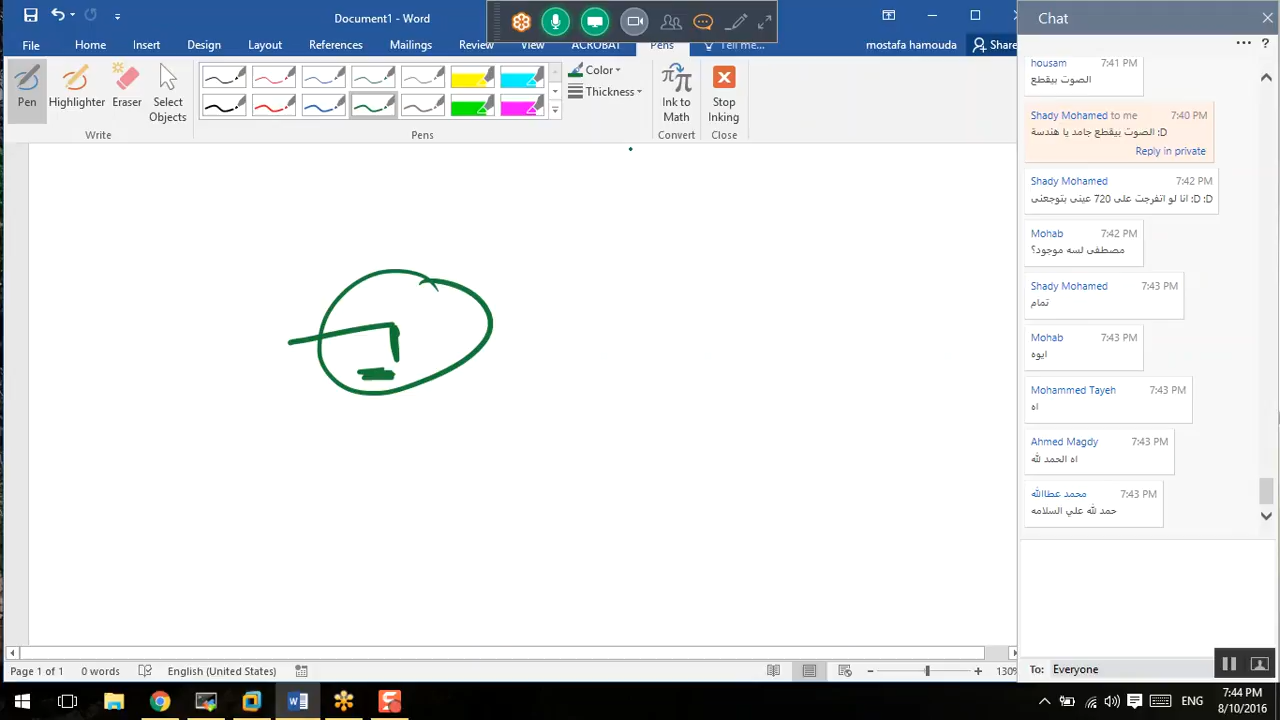 Document1 - Word
File
Home
Insert
Design
Layout
References
Mailings
Review
View
ACROBAT
Pens
Tell me...
mostafa hamouda
Share
Pen
Highlighter
Eraser
Select
Objects
Write
Pens
Color
Thickness
Ink to
Math
Convert
Stop
Inking
Close
Chat
housam 7:41 PM
الصوت بيقطع
Shady Mohamed to me 7:40 PM
الصوت بيقطع جامد يا هندسة :D
Reply in private
Shady Mohamed 7:42 PM
انا لو اتفرجت على 720 عينى بتوجعنى :D :D
Mohab 7:42 PM
مصطفى لسه موجود؟
Shady Mohamed 7:43 PM
تمام
Mohab 7:43 PM
ايوه
Mohammed Tayeh 7:43 PM
اه
Ahmed Magdy 7:43 PM
اه الحمد لله
محمد عطاالله 7:43 PM
حمد لله علي السلامه
To: Everyone
Page 1 of 1
0 words
English (United States)
130%
ENG
7:44 PM
8/10/2016